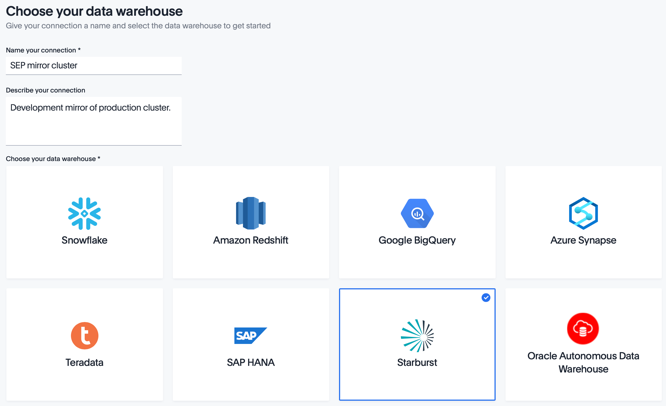 Choose your data warehouse
Give your connection a name and select the data warehouse to get started
Name your connection *
SEP mirror cluster
Describe your connection
Development mirror of production cluster.
Choose your data warehouse *
Snowflake
Amazon Redshift
Google BigQuery
Azure Synapse
t
Teradata
SAP
SAP HANA
Starburst
Oracle Autonomous Data
Warehouse